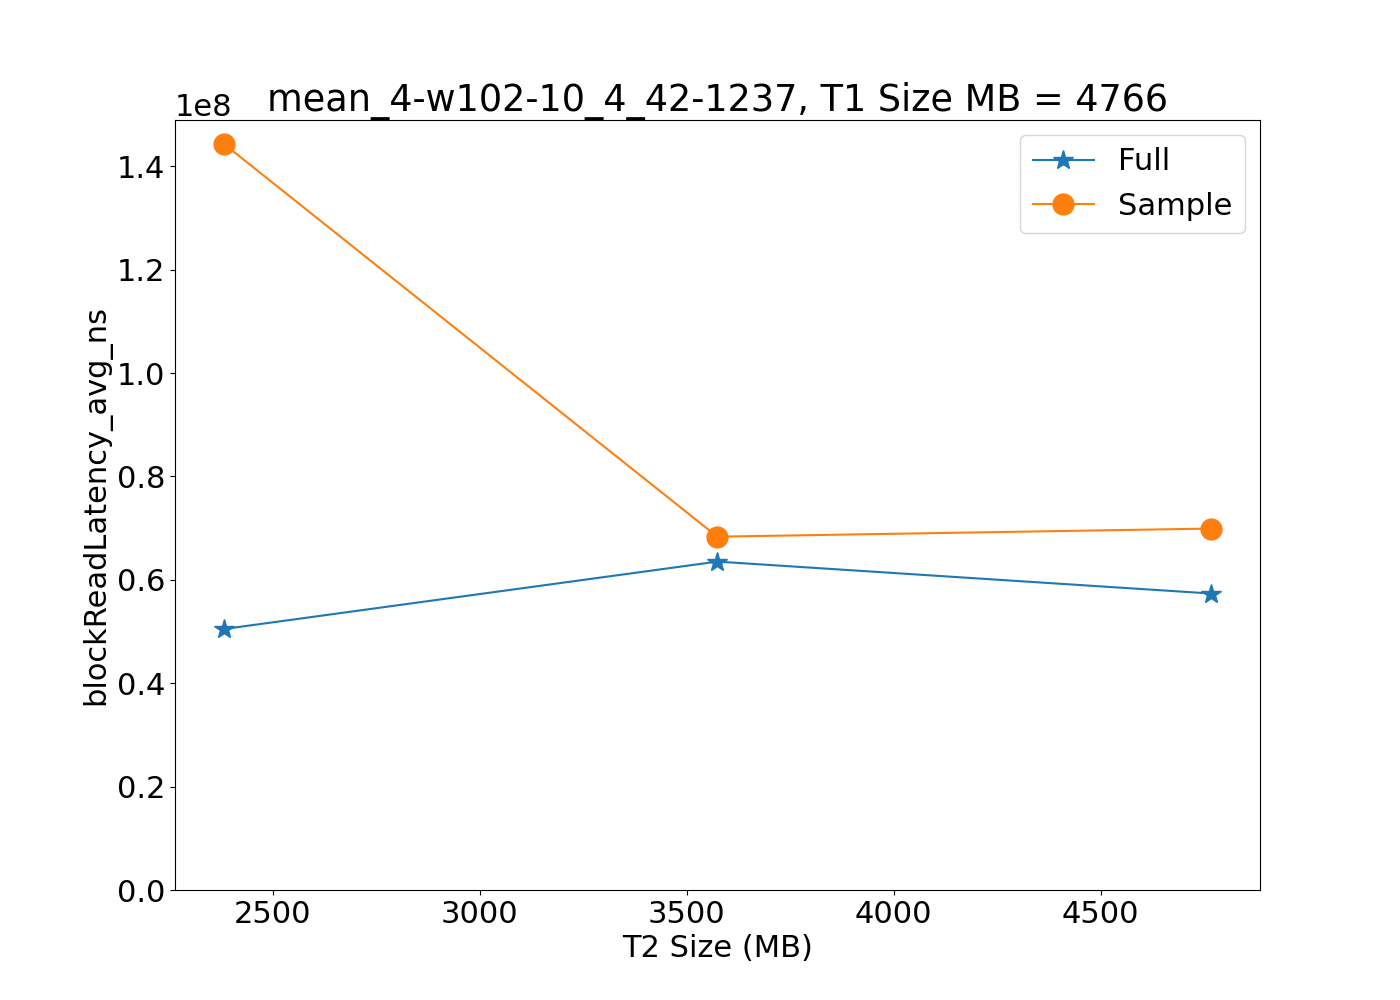 mean_4-w102-10_4_42-1237, T1 Size MB = 4766
1e8
Full
Sample
1.4
1.2
1.0
0.8
0.6
0.4
0.2
0.0
blockReadLatency_avg_ns
2500 3000 3500 4000 4500
T2 Size (MB)